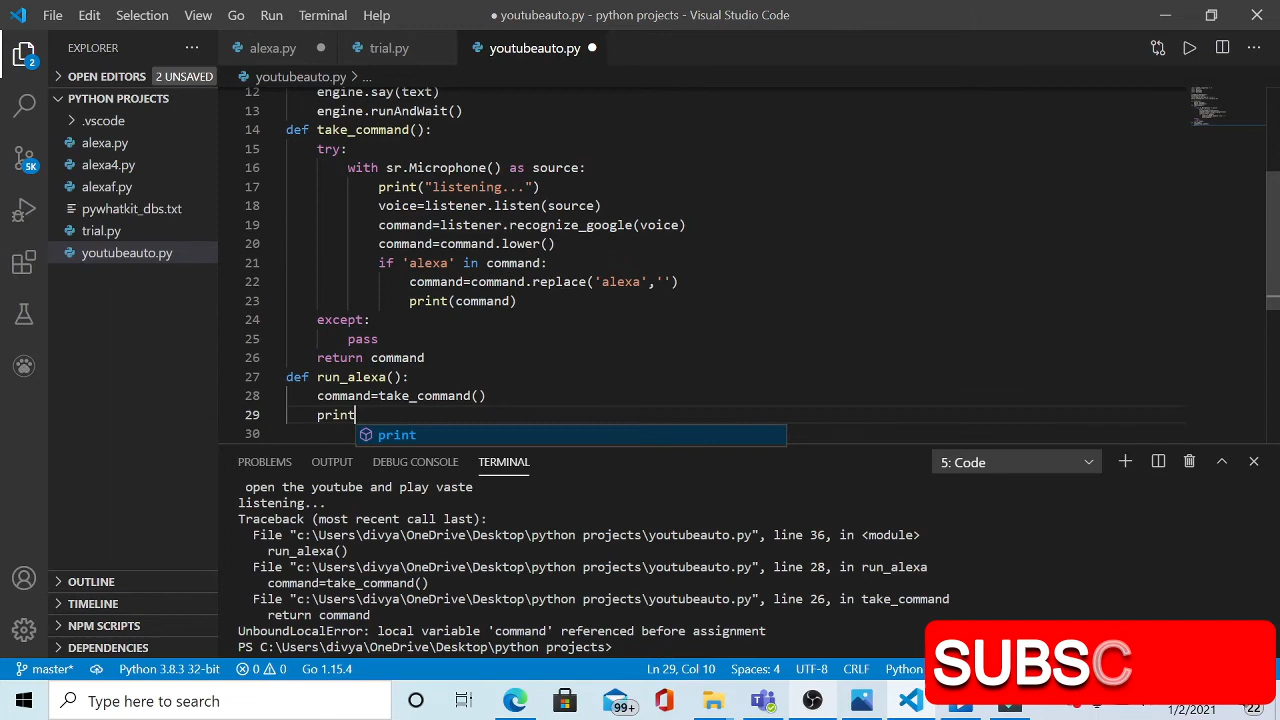 File Edit Selection View Go Run Terminal Help
● youtubeauto.py - python projects - Visual Studio Code
EXPLORER
alexa.py
trial.py
youtubeauto.py
OPEN EDITORS 2 UNSAVED
youtubeauto.py > ...
PYTHON PROJECTS
.vscode
alexa.py
alexa4.py
alexaf.py
pywhatkit_dbs.txt
trial.py
youtubeauto.py
2
5K
12 engine.say(text)
13 engine.runAndWait()
14 def take_command():
15 try:
16 with sr.Microphone() as source:
17 print("listening...")
18 voice=listener.listen(source)
19 command=listener.recognize_google(voice)
20 command=command.lower()
21 if 'alexa' in command:
22 command=command.replace('alexa','')
23 print(command)
24 except:
25 pass
26 return command
27 def run_alexa():
28 command=take_command()
29 print
print
30
PROBLEMS OUTPUT DEBUG CONSOLE TERMINAL
5: Code
open the youtube and play vaste
listening...
Traceback (most recent call last):
File "c:\Users\divya\OneDrive\Desktop\python projects\youtubeauto.py", line 36, in <module>
run_alexa()
File "c:\Users\divya\OneDrive\Desktop\python projects\youtubeauto.py", line 28, in run_alexa
command=take_command()
File "c:\Users\divya\OneDrive\Desktop\python projects\youtubeauto.py", line 26, in take_command
return command
UnboundLocalError: local variable 'command' referenced before assignment
PS C:\Users\divya\OneDrive\Desktop\python projects>
OUTLINE
TIMELINE
NPM SCRIPTS
DEPENDENCIES
SUBSC
master* Python 3.8.3 32-bit 0 0 Go 1.15.4 Ln 29, Col 10 Spaces: 4 UTF-8 CRLF Python
Type here to search
99+
1/2/2021
22